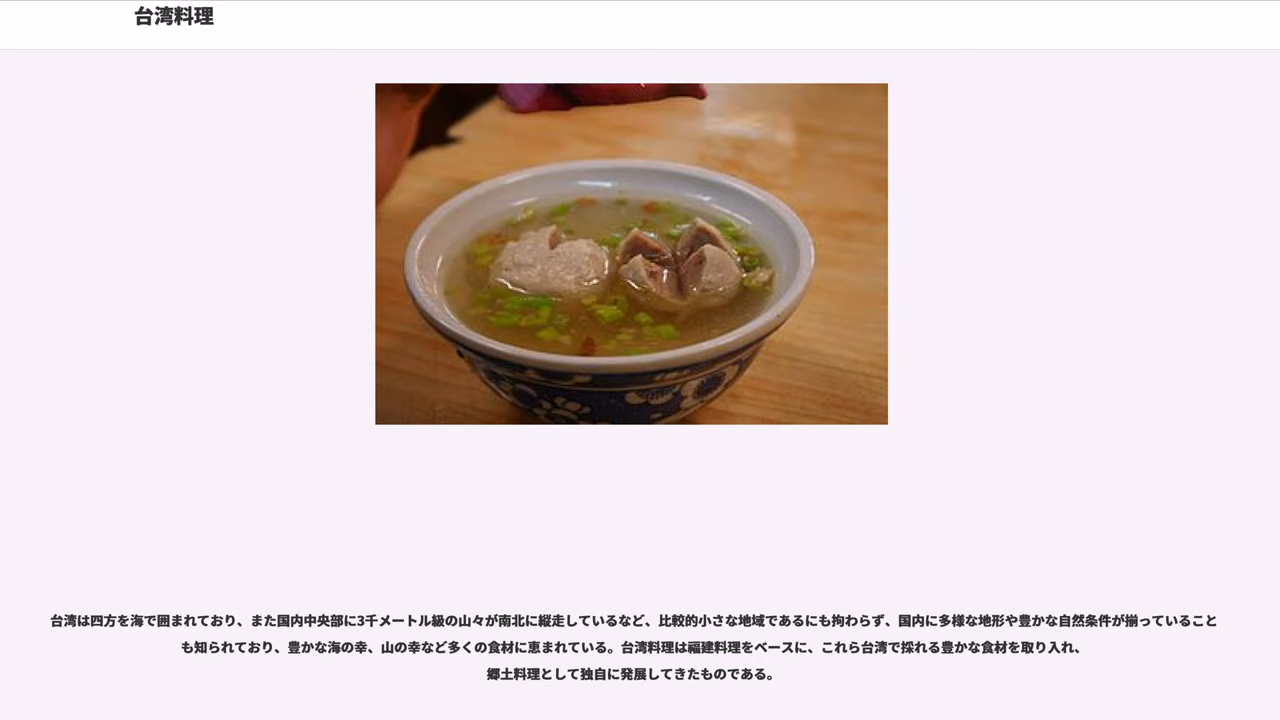 台湾料理
台湾は四方を海で囲まれており、また国内中央部に3千メートル級の山々が南北に縦走しているなど、比較的小さな地域であるにも拘わらず、国内に多様な地形や豊かな自然条件が揃っていること
も知られており、豊かな海の幸、山の幸など多くの食材に恵まれている。台湾料理は福建料理をベースに、これら台湾で採れる豊かな食材を取り入れ、
郷土料理として独自に発展してきたものである。